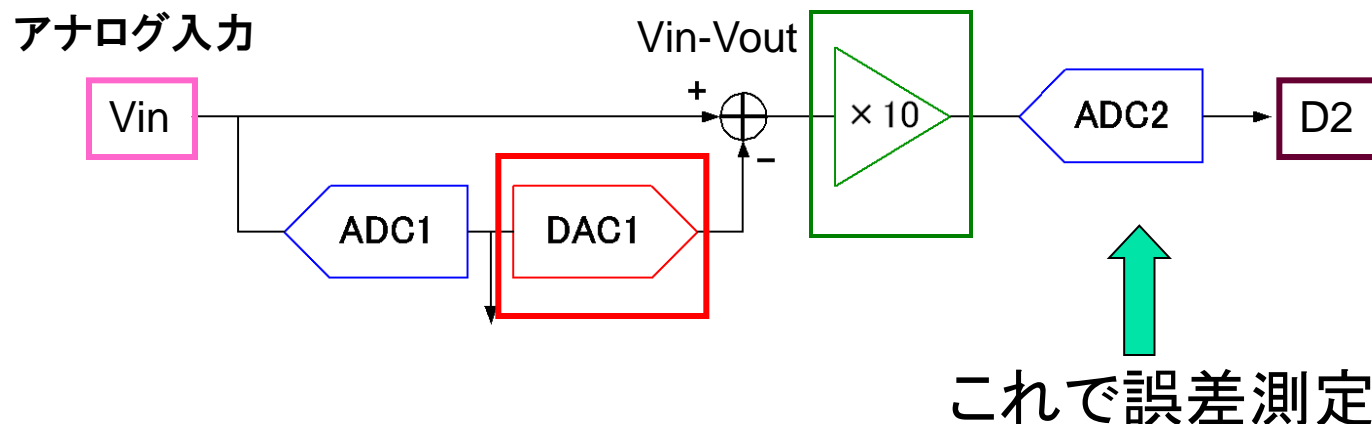 アナログ入力
Vin-Vout
Vin
+
× 10
ADC2
D2
−
ADC1
DAC1
これで誤差測定